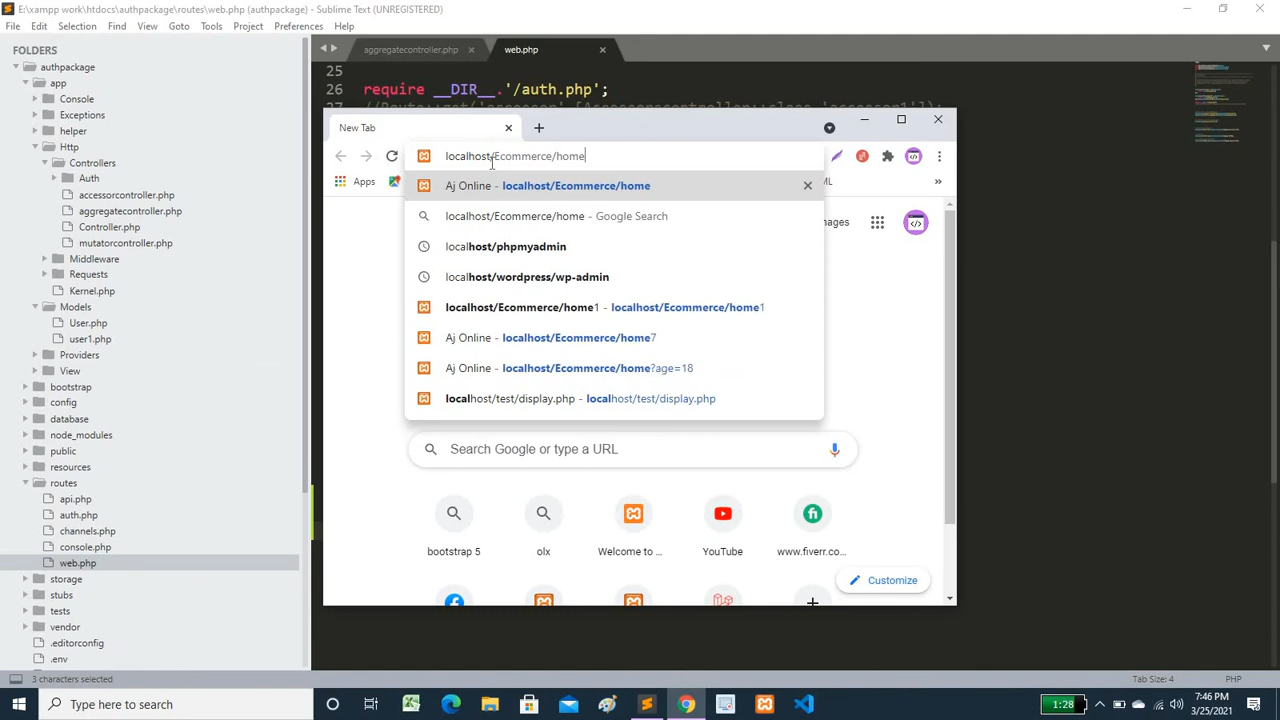 E:\xampp work\htdocs\authpackage\routes\web.php (authpackage) - Sublime Text (UNREGISTERED)
File Edit Selection Find View Goto Tools Project Preferences Help
FOLDERS
authpackage
app
Console
Exceptions
helper
Http
Controllers
Auth
accessorcontroller.php
aggregatecontroller.php
Controller.php
mutatorcontroller.php
Middleware
Requests
Kernel.php
Models
User.php
user1.php
Providers
View
bootstrap
config
database
node_modules
public
resources
routes
api.php
auth.php
channels.php
console.php
web.php
storage
stubs
tests
vendor
.editorconfig
.env
aggregatecontroller.php
web.php
25
26 require __DIR__.'/auth.php';
27
New Tab
localhost/Ecommerce/home
Apps
Aj Online - localhost/Ecommerce/home
localhost/Ecommerce/home - Google Search
localhost/phpmyadmin
localhost/wordpress/wp-admin
localhost/Ecommerce/home1 - localhost/Ecommerce/home1
Aj Online - localhost/Ecommerce/home7
Aj Online - localhost/Ecommerce/home?age=18
localhost/test/display.php - localhost/test/display.php
Search Google or type a URL
bootstrap 5
olx
Welcome to ...
YouTube
www.fiverr.co...
Customize
3 characters selected
Tab Size: 4
PHP
Type here to search
1:28
7:46 PM
3/25/2021